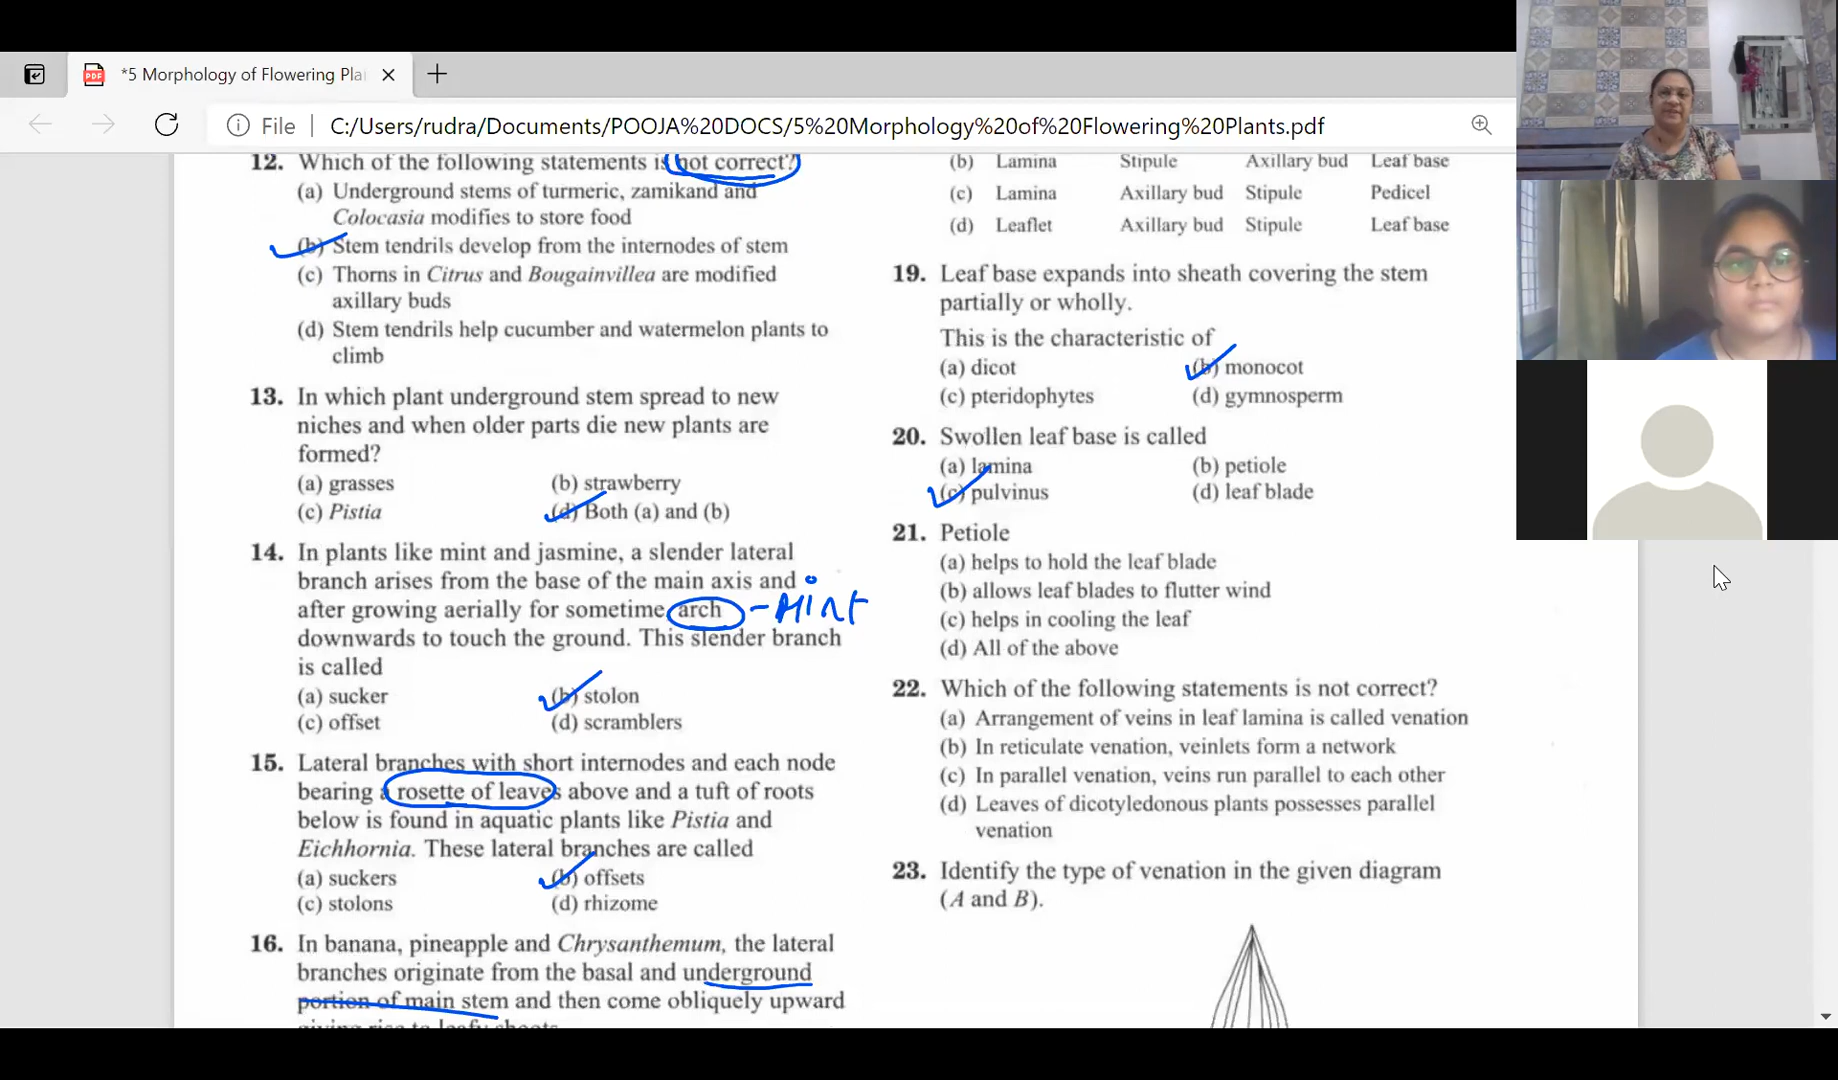 *5 Morphology of Flowering Pla
File
C:/Users/rudra/Documents/POOJA%20DOCS/5%20Morphology%20of%20Flowering%20Plants.pdf
12. Which of the following statements is not correct?
(a) Underground stems of turmeric, zamikand and
Colocasia modifies to store food
(b) Stem tendrils develop from the internodes of stem
(c) Thorns in Citrus and Bougainvillea are modified
axillary buds
(d) Stem tendrils help cucumber and watermelon plants to
climb
13. In which plant underground stem spread to new
niches and when older parts die new plants are
formed?
(a) grasses (b) strawberry
(c) Pistia (d) Both (a) and (b)
14. In plants like mint and jasmine, a slender lateral
branch arises from the base of the main axis and
after growing aerially for sometime arch - Mint
downwards to touch the ground. This slender branch
is called
(a) sucker (b) stolon
(c) offset (d) scramblers
15. Lateral branches with short internodes and each node
bearing a rosette of leaves above and a tuft of roots
below is found in aquatic plants like Pistia and
Eichhornia. These lateral branches are called
(a) suckers (b) offsets
(c) stolons (d) rhizome
16. In banana, pineapple and Chrysanthemum, the lateral
branches originate from the basal and underground
portion of main stem and then come obliquely upward
giving rise to leafy shoots
(b) Lamina Stipule Axillary bud Leaf base
(c) Lamina Axillary bud Stipule Pedicel
(d) Leaflet Axillary bud Stipule Leaf base
19. Leaf base expands into sheath covering the stem
partially or wholly.
This is the characteristic of
(a) dicot (b) monocot
(c) pteridophytes (d) gymnosperm
20. Swollen leaf base is called
(a) lamina (b) petiole
(c) pulvinus (d) leaf blade
21. Petiole
(a) helps to hold the leaf blade
(b) allows leaf blades to flutter wind
(c) helps in cooling the leaf
(d) All of the above
22. Which of the following statements is not correct?
(a) Arrangement of veins in leaf lamina is called venation
(b) In reticulate venation, veinlets form a network
(c) In parallel venation, veins run parallel to each other
(d) Leaves of dicotyledonous plants possesses parallel
venation
23. Identify the type of venation in the given diagram
(A and B).